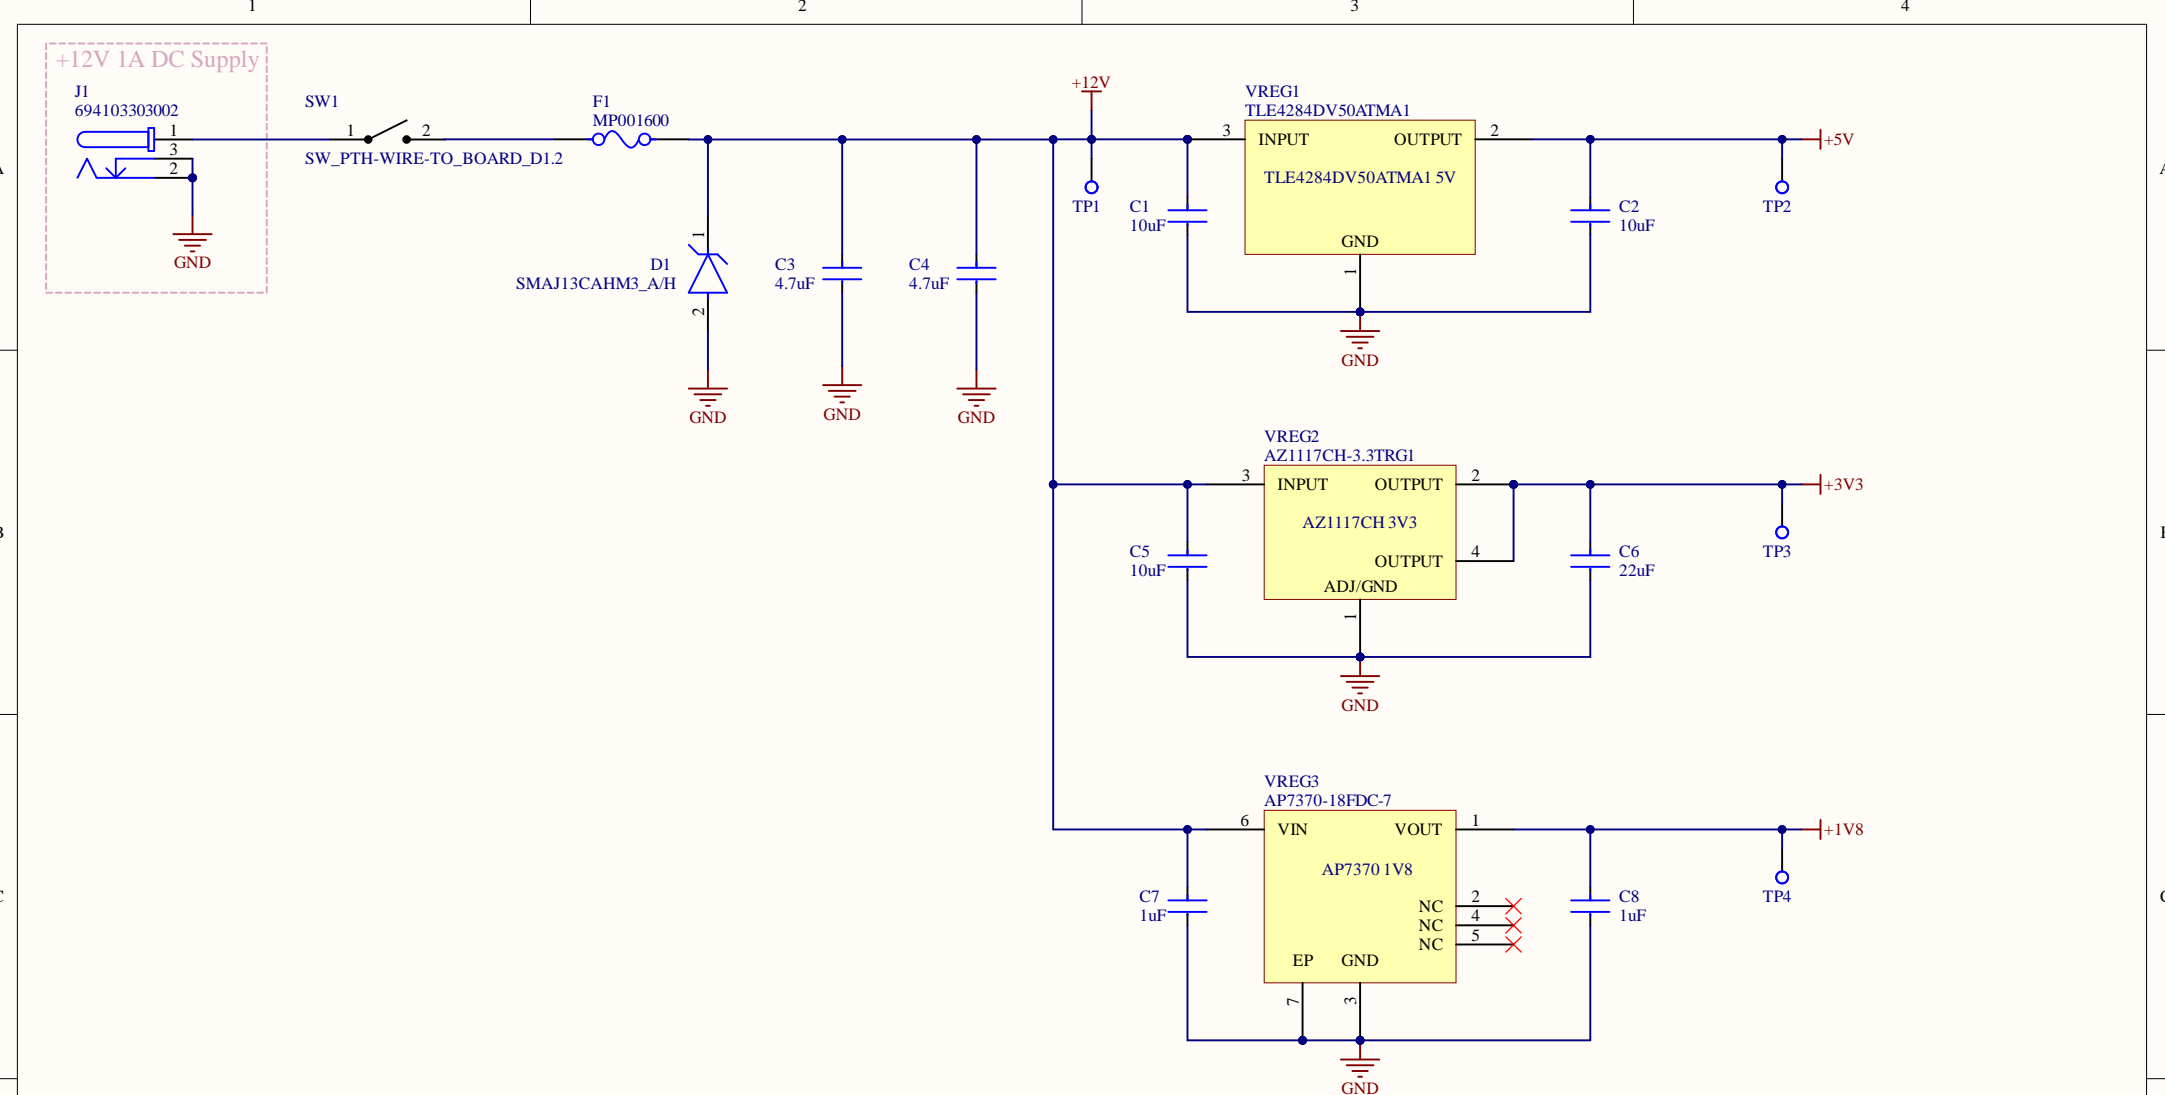 1
2
3
4
+12V 1A DC Supply
J1
694103303002
1
3
2
GND
SW1
1
2
SW_PTH-WIRE-TO_BOARD_D1.2
F1
MP001600
1
D1
SMAJ13CAHM3_A/H
2
GND
C3
4.7uF
GND
C4
4.7uF
GND
+12V
TP1
VREG1
TLE4284DV50ATMA1
3
INPUT
OUTPUT
2
TLE4284DV50ATMA1 5V
GND
1
C1
10uF
C2
10uF
GND
+5V
TP2
VREG2
AZ1117CH-3.3TRG1
3
INPUT
OUTPUT
2
AZ1117CH 3V3
OUTPUT
4
ADJ/GND
1
C5
10uF
C6
22uF
GND
+3V3
TP3
VREG3
AP7370-18FDC-7
6
VIN
VOUT
1
AP7370 1V8
NC
2
NC
4
NC
5
EP
GND
7
3
C7
1uF
C8
1uF
GND
+1V8
TP4